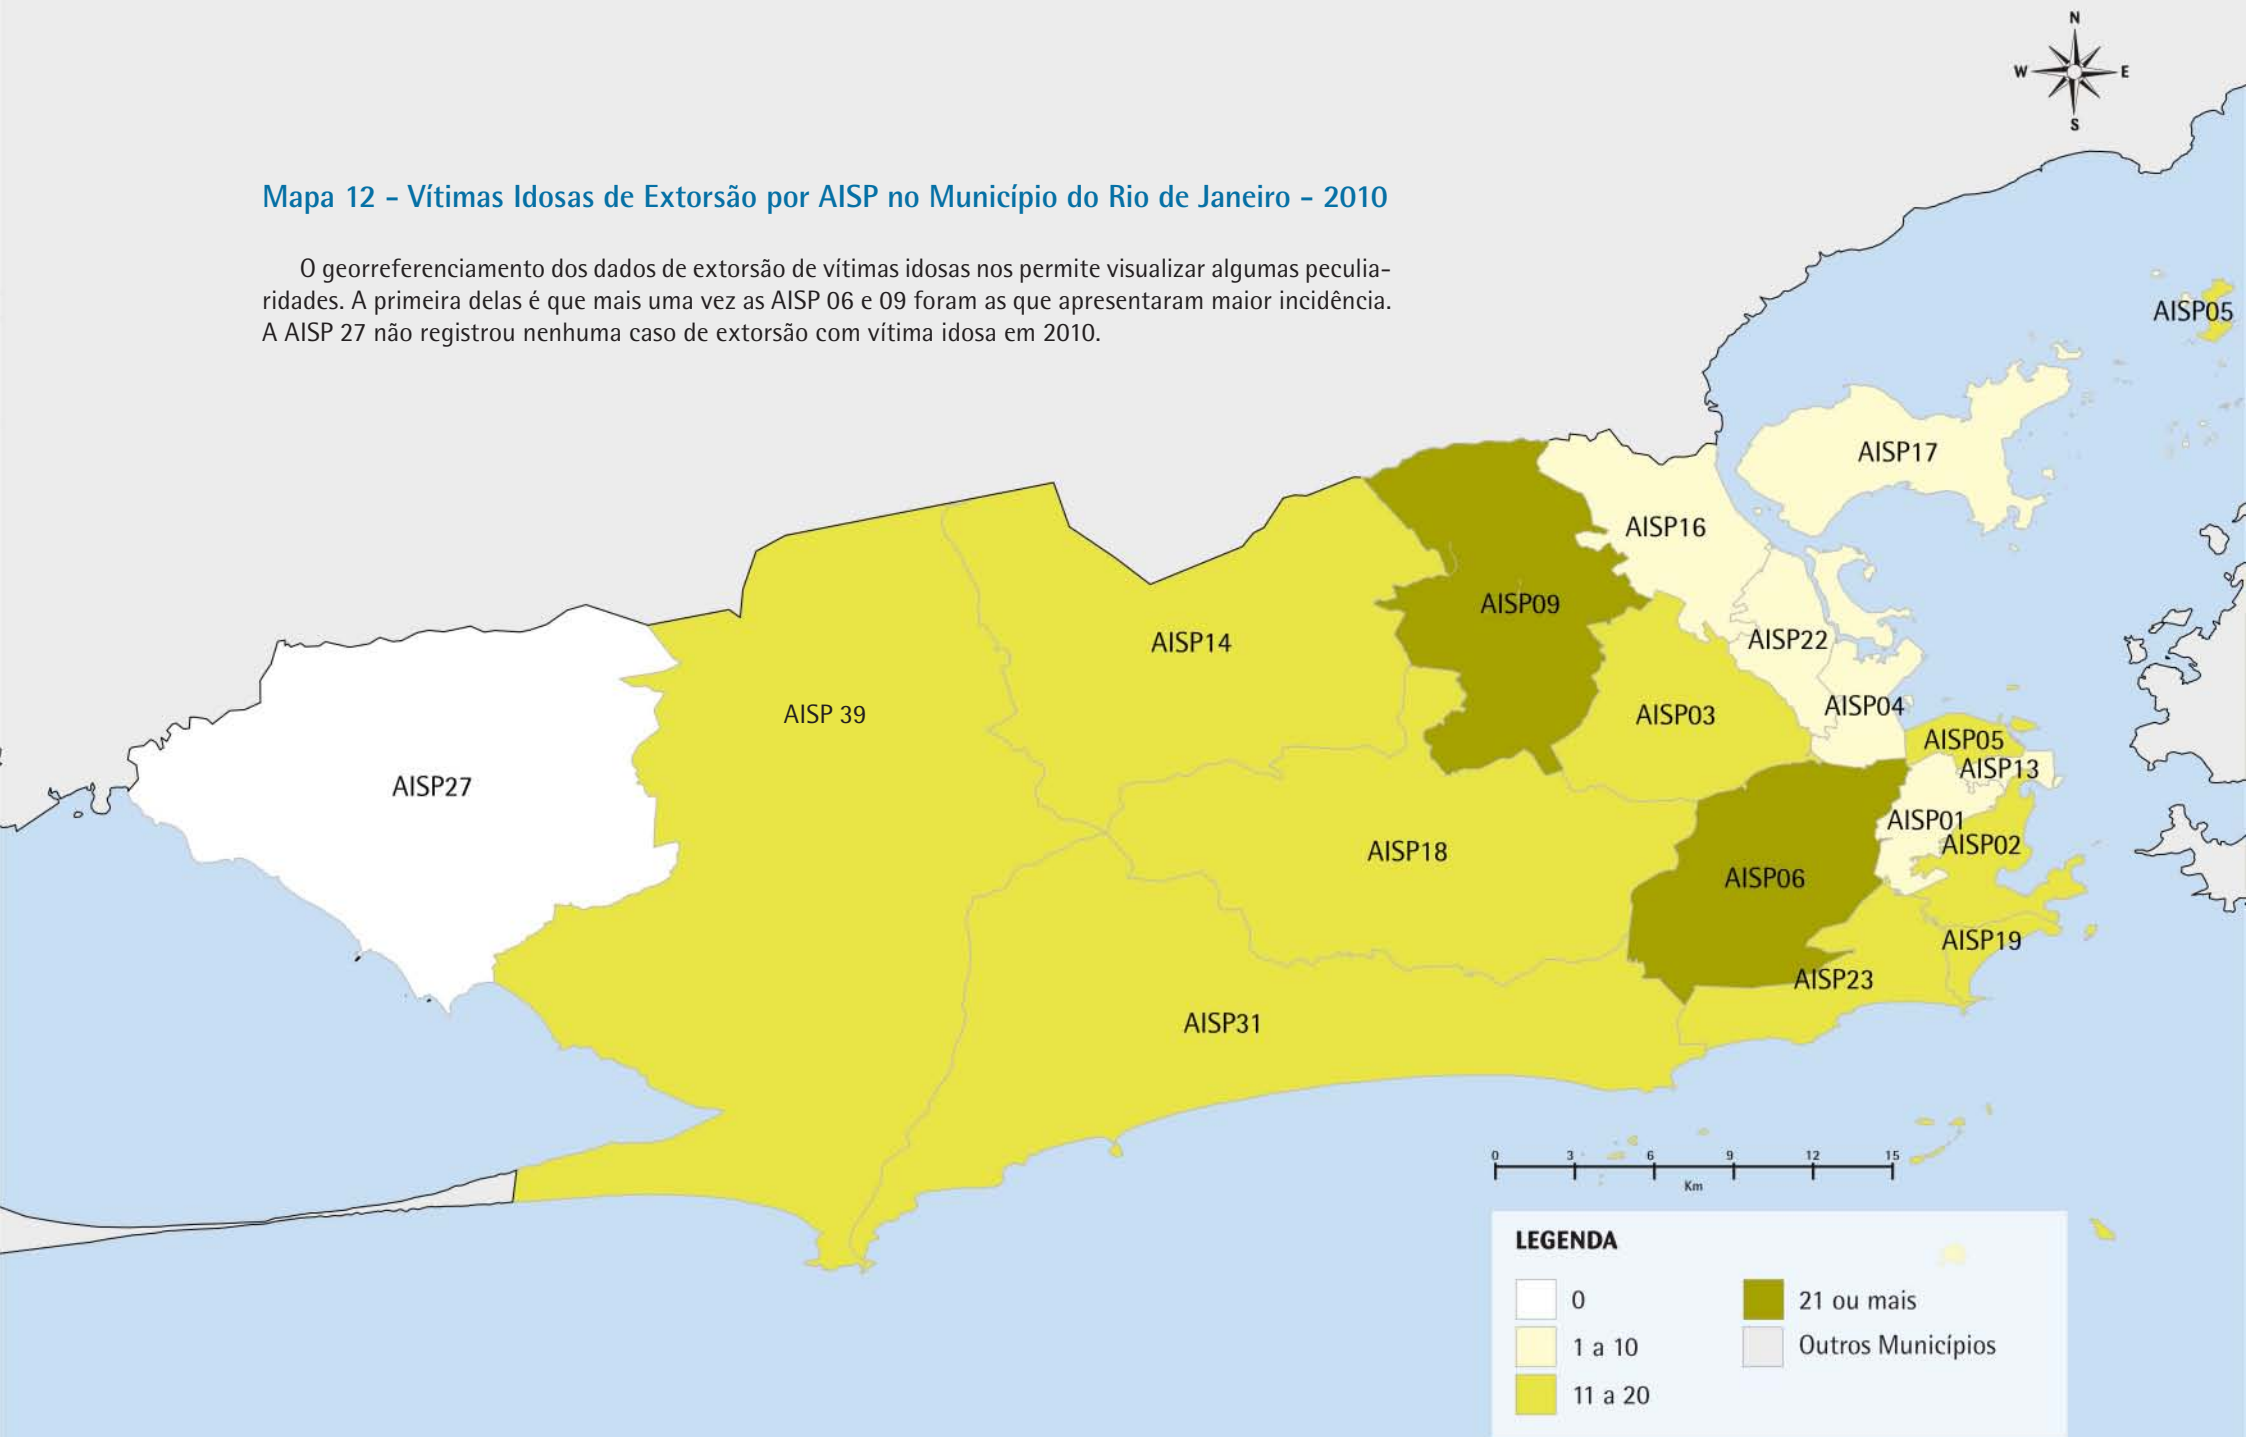 N
W
E
S
Mapa 12 - Vítimas Idosas de Extorsão por AISP no Município do Rio de Janeiro - 2010
O georreferenciamento dos dados de extorsão de vítimas idosas nos permite visualizar algumas peculia-
ridades. A primeira delas é que mais uma vez as AISP 06 e 09 foram as que apresentaram maior incidência.
A AISP 27 não registrou nenhuma caso de extorsão com vítima idosa em 2010.
AISP05
AISP17
AISP16
AISP09
AISP14
AISP22
AISP04
AISP 39
AISP03
AISP05
AISP13
AISP27
AISP01
AISP02
AISP18
AISP06
AISP19
AISP23
AISP31
0 3 6 9 12 15
Km
LEGENDA
0
1 a 10
11 a 20
21 ou mais
Outros Municípios